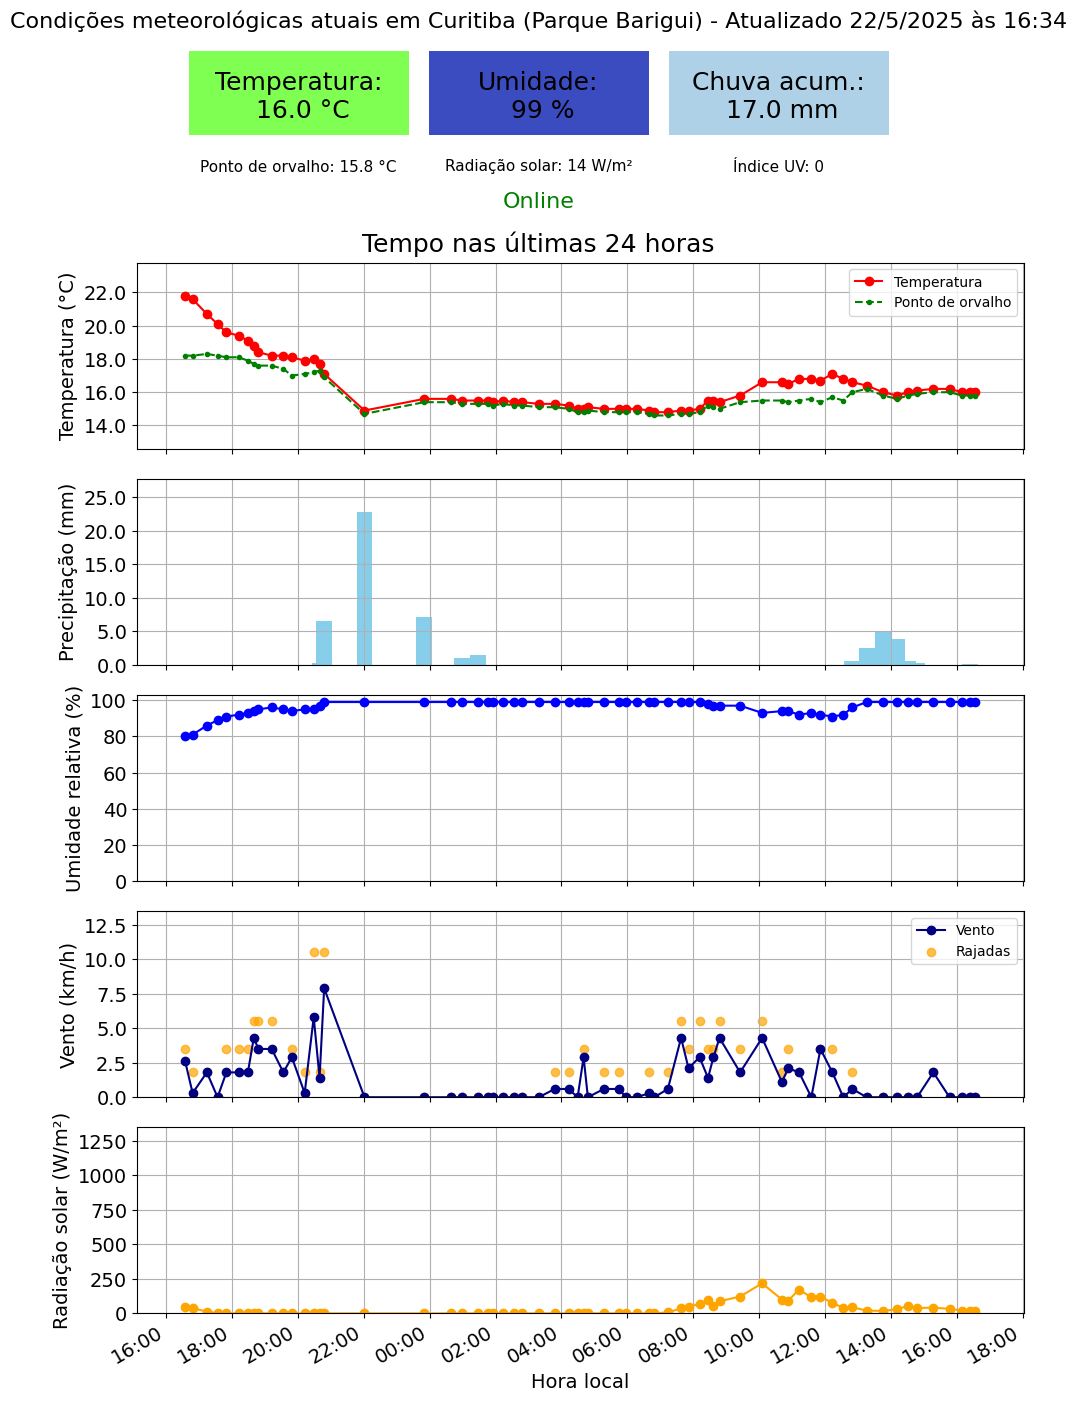 Condições meteorológicas atuais em Curitiba (Parque Barigui) - Atualizado 22/5/2025 às 16:34
Temperatura:
16.0 °C
Umidade:
99 %
Chuva acum.:
17.0 mm
Ponto de orvalho: 15.8 °C
Radiação solar: 14 W/m²
Índice UV: 0
Online
Tempo nas últimas 24 horas
Temperatura (°C)
22.0
20.0
18.0
16.0
14.0
Temperatura
Ponto de orvalho
Precipitação (mm)
25.0
20.0
15.0
10.0
5.0
0.0
Umidade relativa (%)
100
80
60
40
20
0
Vento (km/h)
12.5
10.0
7.5
5.0
2.5
0.0
Vento
Rajadas
Radiação solar (W/m²)
1250
1000
750
500
250
0
16:00
18:00
20:00
22:00
00:00
02:00
04:00
06:00
08:00
10:00
12:00
14:00
16:00
18:00
Hora local